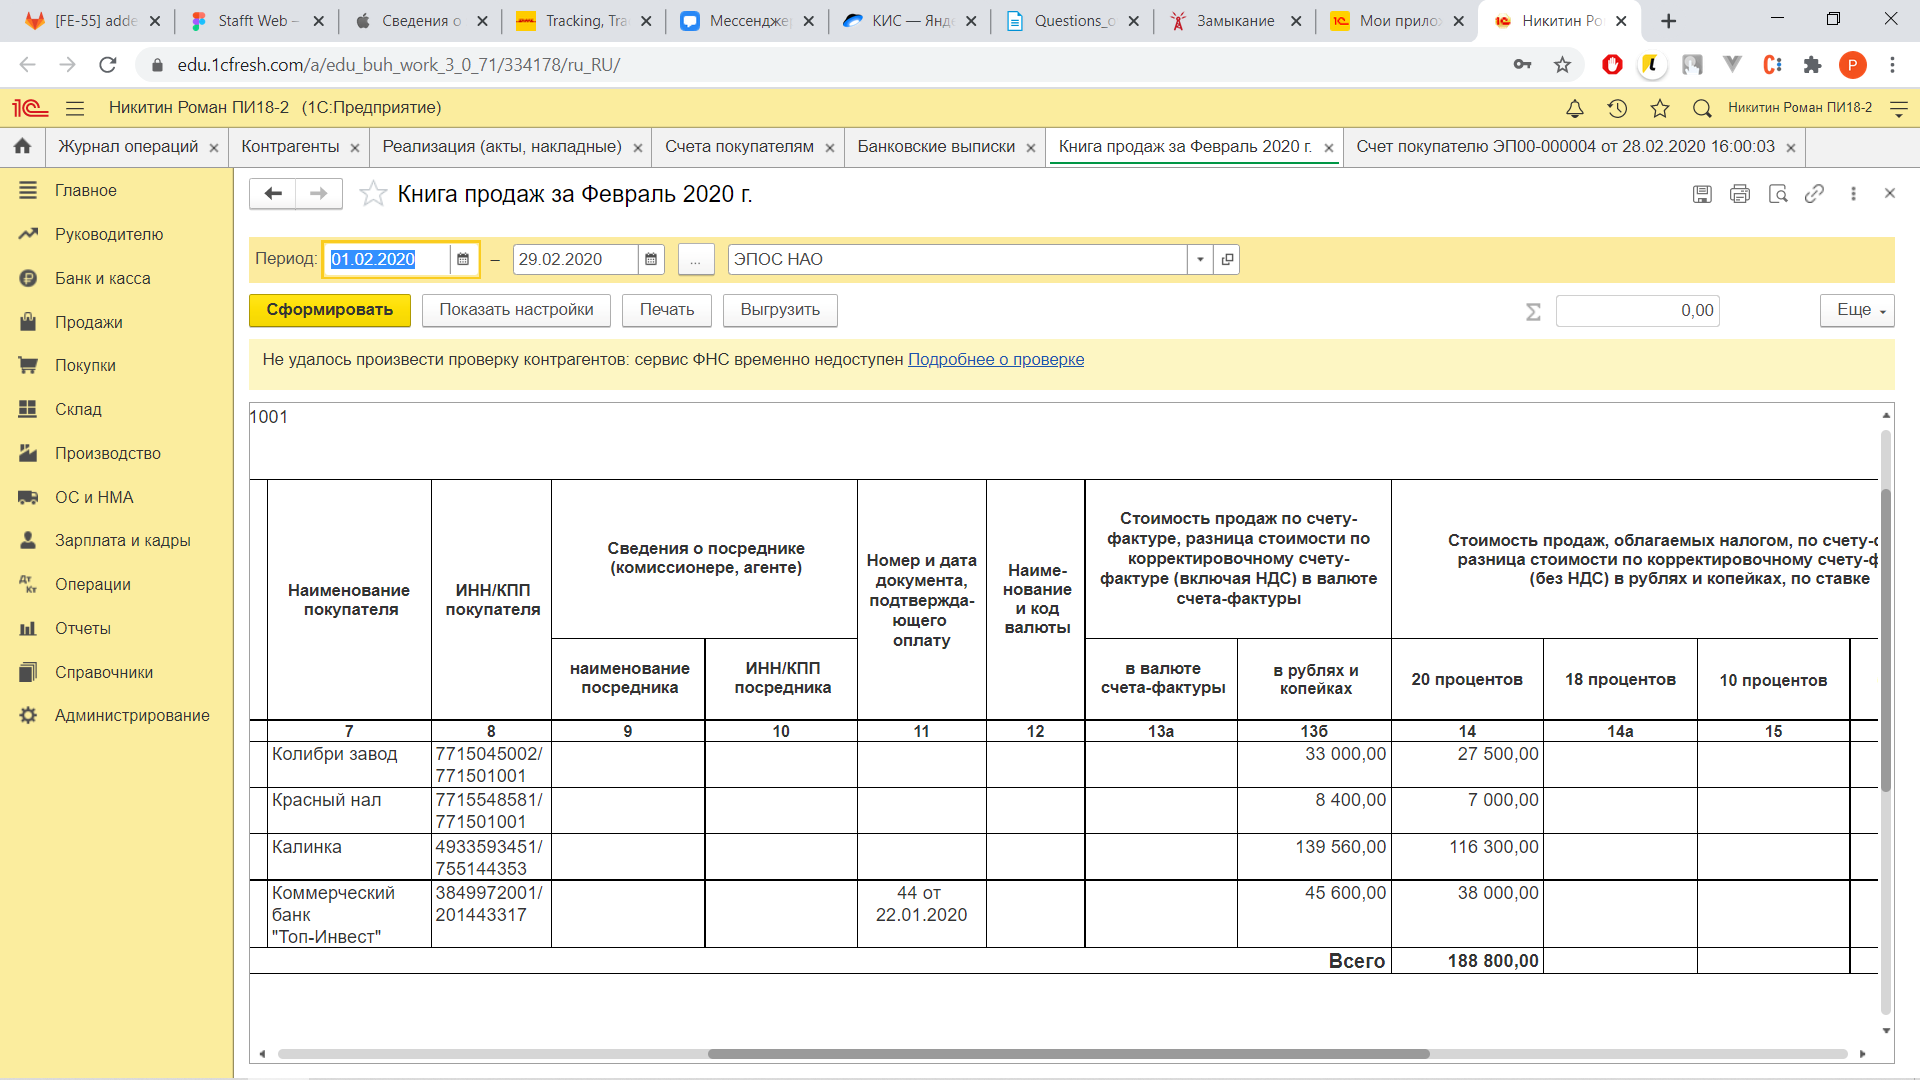 [FE-55] adde
Stafft Web –
Сведения о
Tracking, Tra
Мессендже
КИС — Янд
Questions_o
Замыкание
Мои прило
Никитин Ро
edu.1cfresh.com/a/edu_buh_work_3_0_71/334178/ru_RU/
Никитин Роман ПИ18-2 (1С:Предприятие)
Никитин Роман ПИ18-2
Журнал операций
Контрагенты
Реализация (акты, накладные)
Счета покупателям
Банковские выписки
Книга продаж за Февраль 2020 г.
Счет покупателю ЭП00-000004 от 28.02.2020 16:00:03
Главное
Руководителю
Банк и касса
Продажи
Покупки
Склад
Производство
ОС и НМА
Зарплата и кадры
Операции
Отчеты
Справочники
Администрирование
Книга продаж за Февраль 2020 г.
Период: 01.02.2020 – 29.02.2020 ... ЭПОС НАО
Сформировать Показать настройки Печать Выгрузить Σ 0,00 Еще
Не удалось произвести проверку контрагентов: сервис ФНС временно недоступен Подробнее о проверке
1001
Наименование
покупателя
ИНН/КПП
покупателя
Сведения о посреднике
(комиссионере, агенте)
наименование
посредника
ИНН/КПП
посредника
Номер и дата
документа,
подтвержда-
ющего
оплату
Наиме-
нование
и код
валюты
Стоимость продаж по счету-
фактуре, разница стоимости по
корректировочному счету-
фактуре (включая НДС) в валюте
счета-фактуры
в валюте
счета-фактуры
в рублях и
копейках
Стоимость продаж, облагаемых налогом, по счету-ф
разница стоимости по корректировочному счету-ф
(без НДС) в рублях и копейках, по ставке
20 процентов
18 процентов
10 процентов
7 8 9 10 11 12 13а 13б 14 14а 15
Колибри завод 7715045002/ 33 000,00 27 500,00
771501001
Красный нал 7715548581/ 8 400,00 7 000,00
771501001
Калинка 4933593451/ 139 560,00 116 300,00
755144353
Коммерческий 3849972001/ 44 от 45 600,00 38 000,00
банк 201443317 22.01.2020
"Топ-Инвест"
Всего 188 800,00